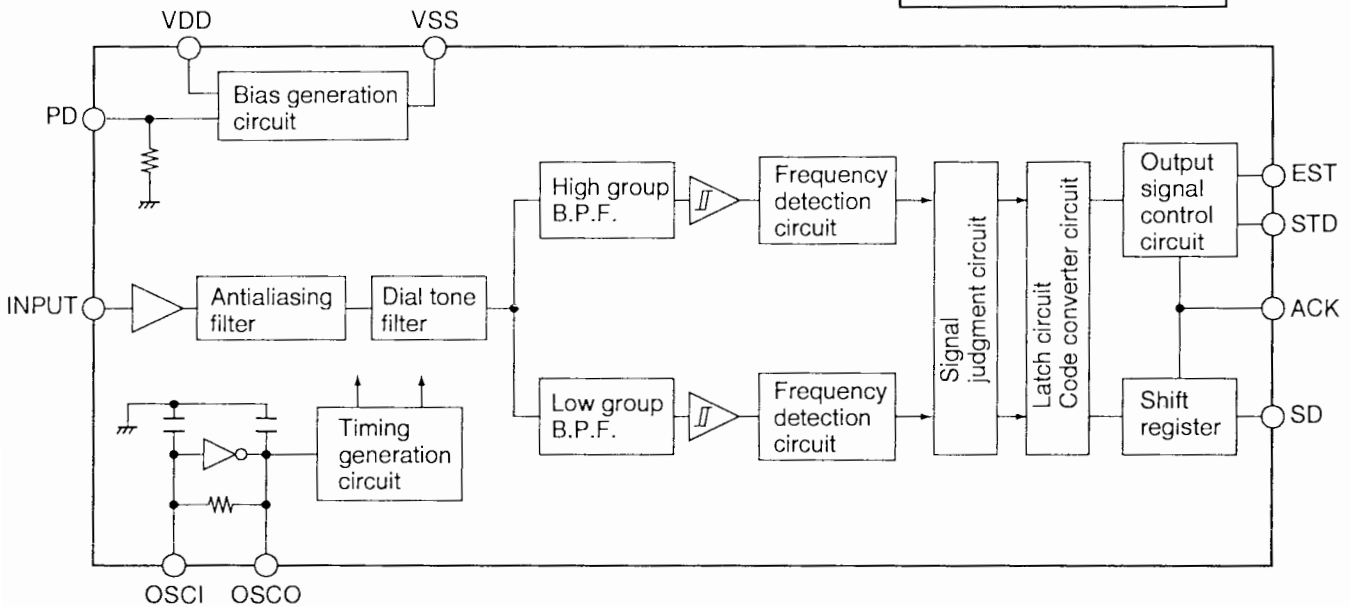 VDD
VSS
PD
Bias generation
circuit
High group
B.P.F.
Frequency
detection
circuit
Signal
judgment circuit
Latch circuit
Code converter circuit
Output
signal
control
circuit
EST
STD
INPUT
Antialiasing
filter
Dial tone
filter
ACK
Timing
generation
circuit
Low group
B.P.F.
Frequency
detection
circuit
Shift
register
SD
OSCI
OSCO